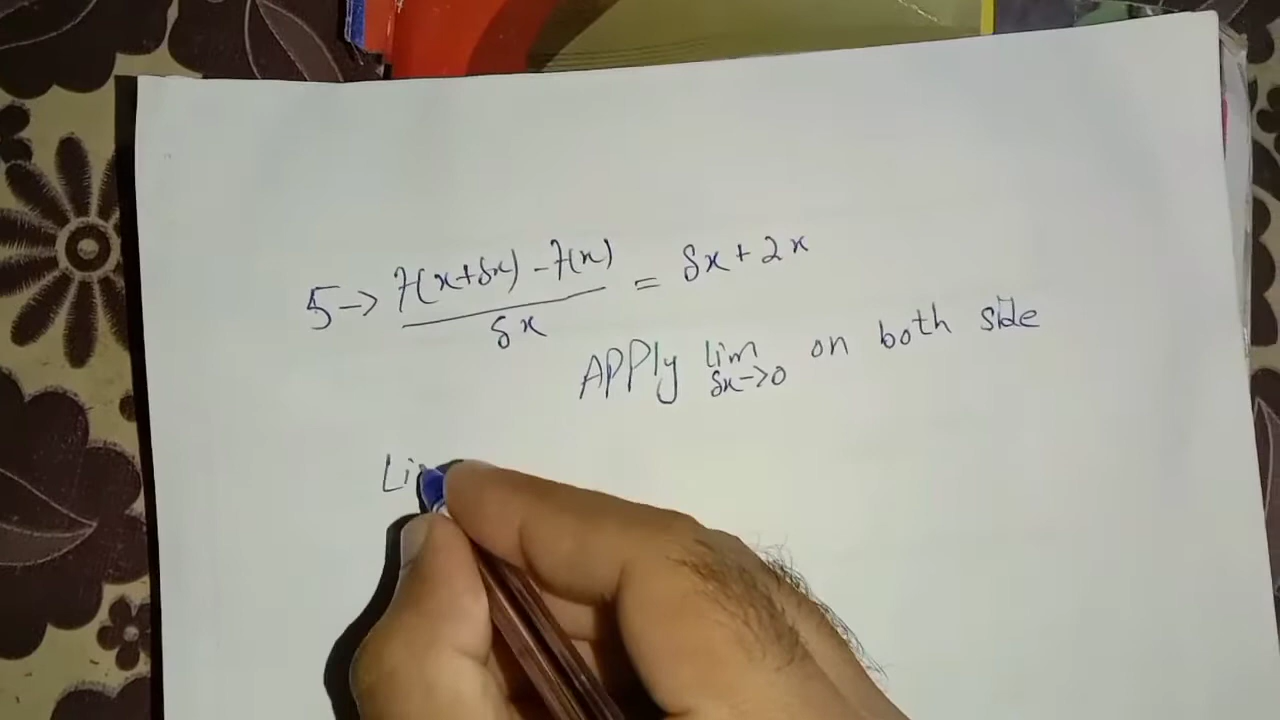 5→ f(x+δx) - f(x) / δx = δx + 2x
APPly lim δx→0 on both side
Li